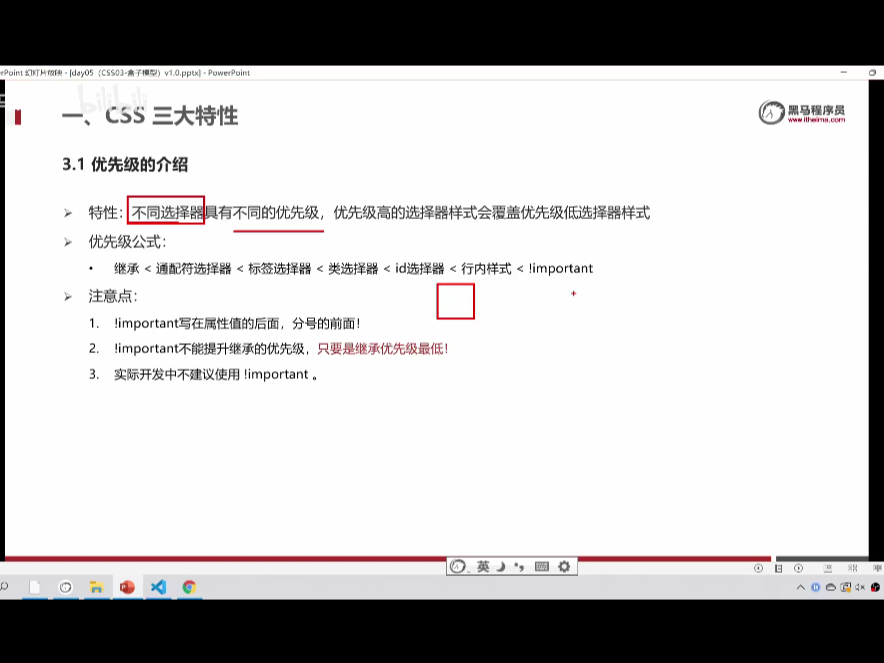 rPoint 幻灯片放映 - [day05（CSS03-盒子模型）v1.0.pptx] - PowerPoint
bilibili
一、CSS 三大特性
黑马程序员
www.itheima.com
3.1 优先级的介绍
➢ 特性：不同选择器具有不同的优先级，优先级高的选择器样式会覆盖优先级低选择器样式
➢ 优先级公式：
• 继承 < 通配符选择器 < 标签选择器 < 类选择器 < id选择器 < 行内样式 < !important
➢ 注意点：
1. !important写在属性值的后面，分号的前面！
2. !important不能提升继承的优先级，只要是继承优先级最低！
3. 实际开发中不建议使用 !important 。
英